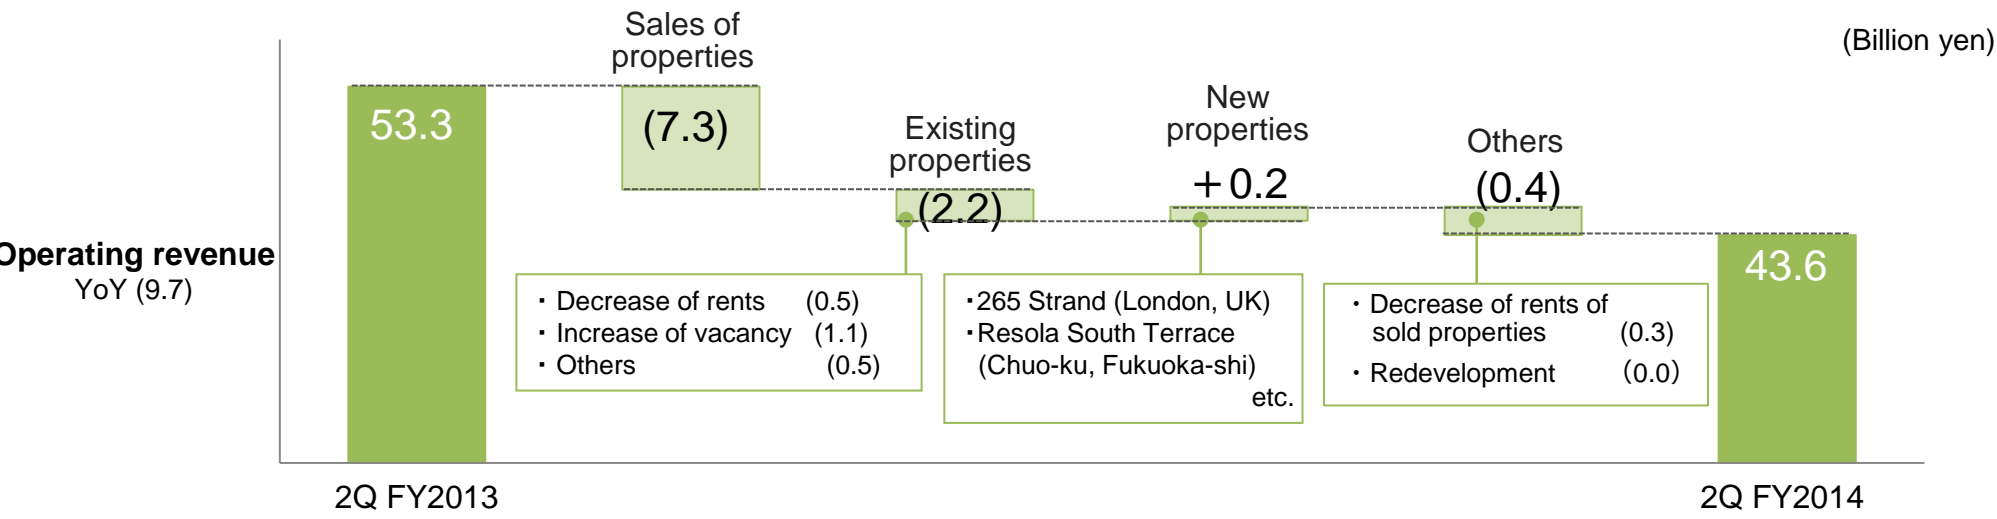 (Billion yen)
Sales of
properties
53.3
(7.3)
Existing
properties
(2.2)
New
properties
+0.2
Others
(0.4)
43.6
Operating revenue
YoY (9.7)
・ Decrease of rents (0.5)
・ Increase of vacancy (1.1)
・ Others (0.5)
・265 Strand (London, UK)
・Resola South Terrace
(Chuo-ku, Fukuoka-shi)
etc.
・ Decrease of rents of
sold properties (0.3)
・ Redevelopment (0.0)
2Q FY2013
2Q FY2014